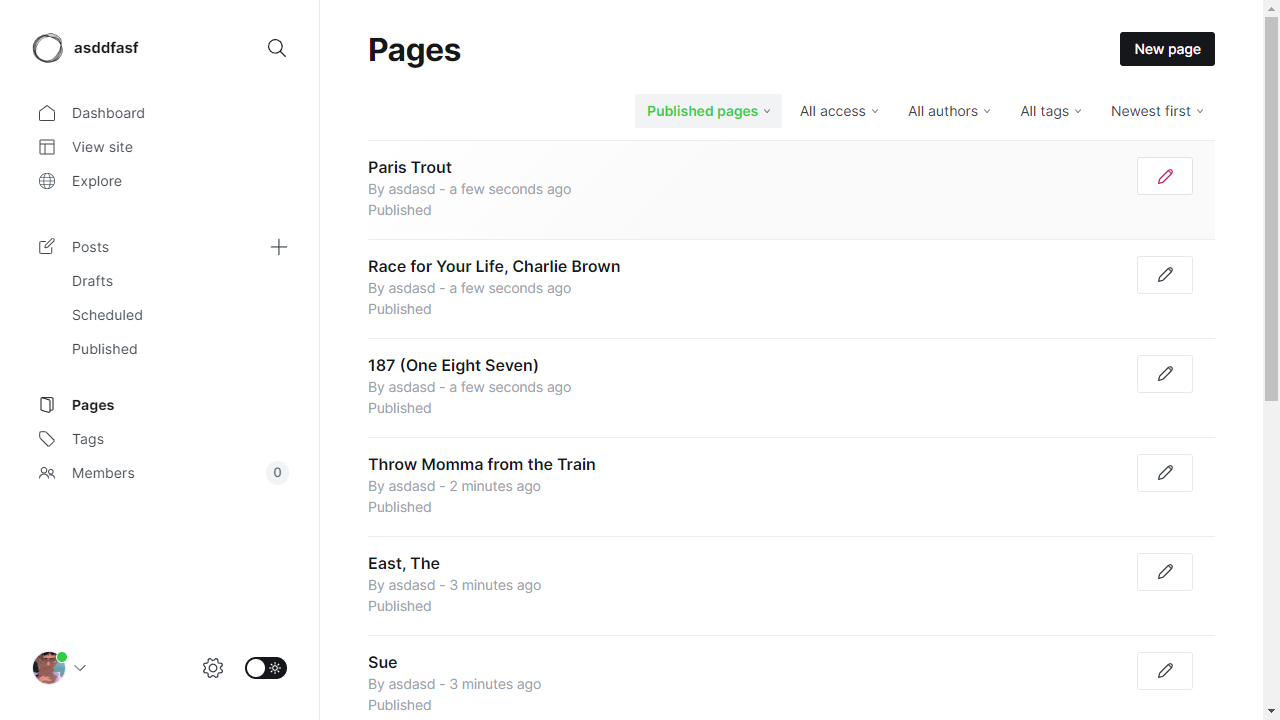 asddfasf
Dashboard
View site
Explore
Posts
Drafts
Scheduled
Published
Pages
Tags
Members 0
Pages
New page
Published pages All access All authors All tags Newest first
Paris Trout
By asdasd - a few seconds ago
Published
Race for Your Life, Charlie Brown
By asdasd - a few seconds ago
Published
187 (One Eight Seven)
By asdasd - a few seconds ago
Published
Throw Momma from the Train
By asdasd - 2 minutes ago
Published
East, The
By asdasd - 3 minutes ago
Published
Sue
By asdasd - 3 minutes ago
Published